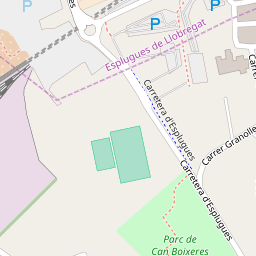 P
P
P
Esplugues de Llobregat
Carretera d'Esplugues
Carrer Granolle
Carretera d'Esplugues
Parc de
Can Boixeres